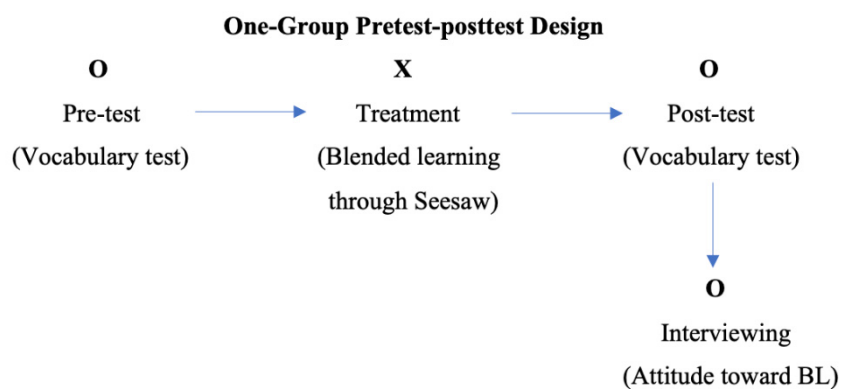 One-Group Pretest-posttest Design
O X O
Pre-test Treatment Post-test
(Vocabulary test) (Blended learning (Vocabulary test)
through Seesaw)
O
Interviewing
(Attitude toward BL)